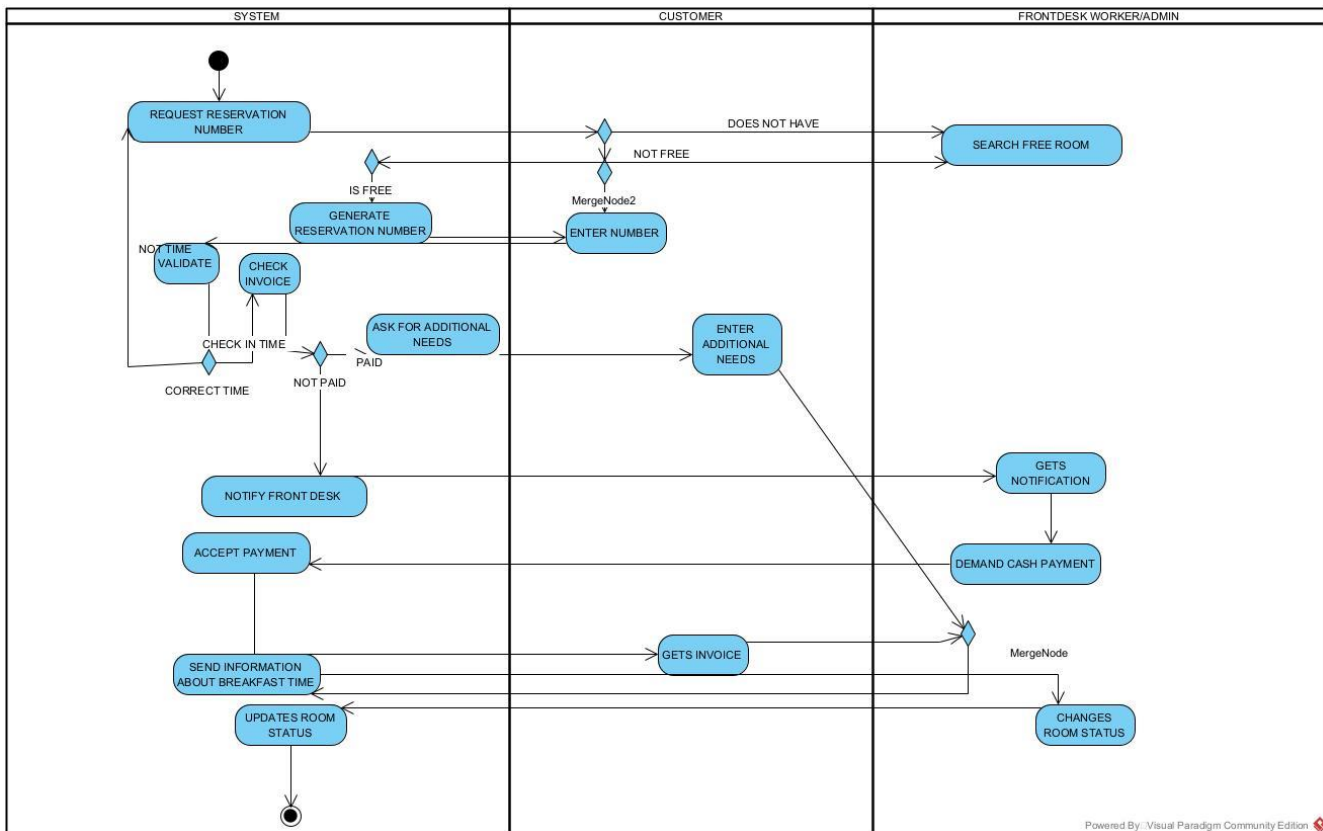 SYSTEM
CUSTOMER
FRONTDESK WORKER/ADMIN
REQUEST RESERVATION
NUMBER
DOES NOT HAVE
SEARCH FREE ROOM
NOT FREE
IS FREE
MergeNode2
GENERATE
RESERVATION NUMBER
ENTER NUMBER
NOT TIME
VALIDATE
CHECK
INVOICE
ASK FOR ADDITIONAL
NEEDS
ENTER
ADDITIONAL
NEEDS
CHECK IN TIME
PAID
NOT PAID
CORRECT TIME
GETS
NOTIFICATION
NOTIFY FRONT DESK
ACCEPT PAYMENT
DEMAND CASH PAYMENT
GETS INVOICE
MergeNode
SEND INFORMATION
ABOUT BREAKFAST TIME
UPDATES ROOM
STATUS
CHANGES
ROOM STATUS
Powered By Visual Paradigm Community Edition